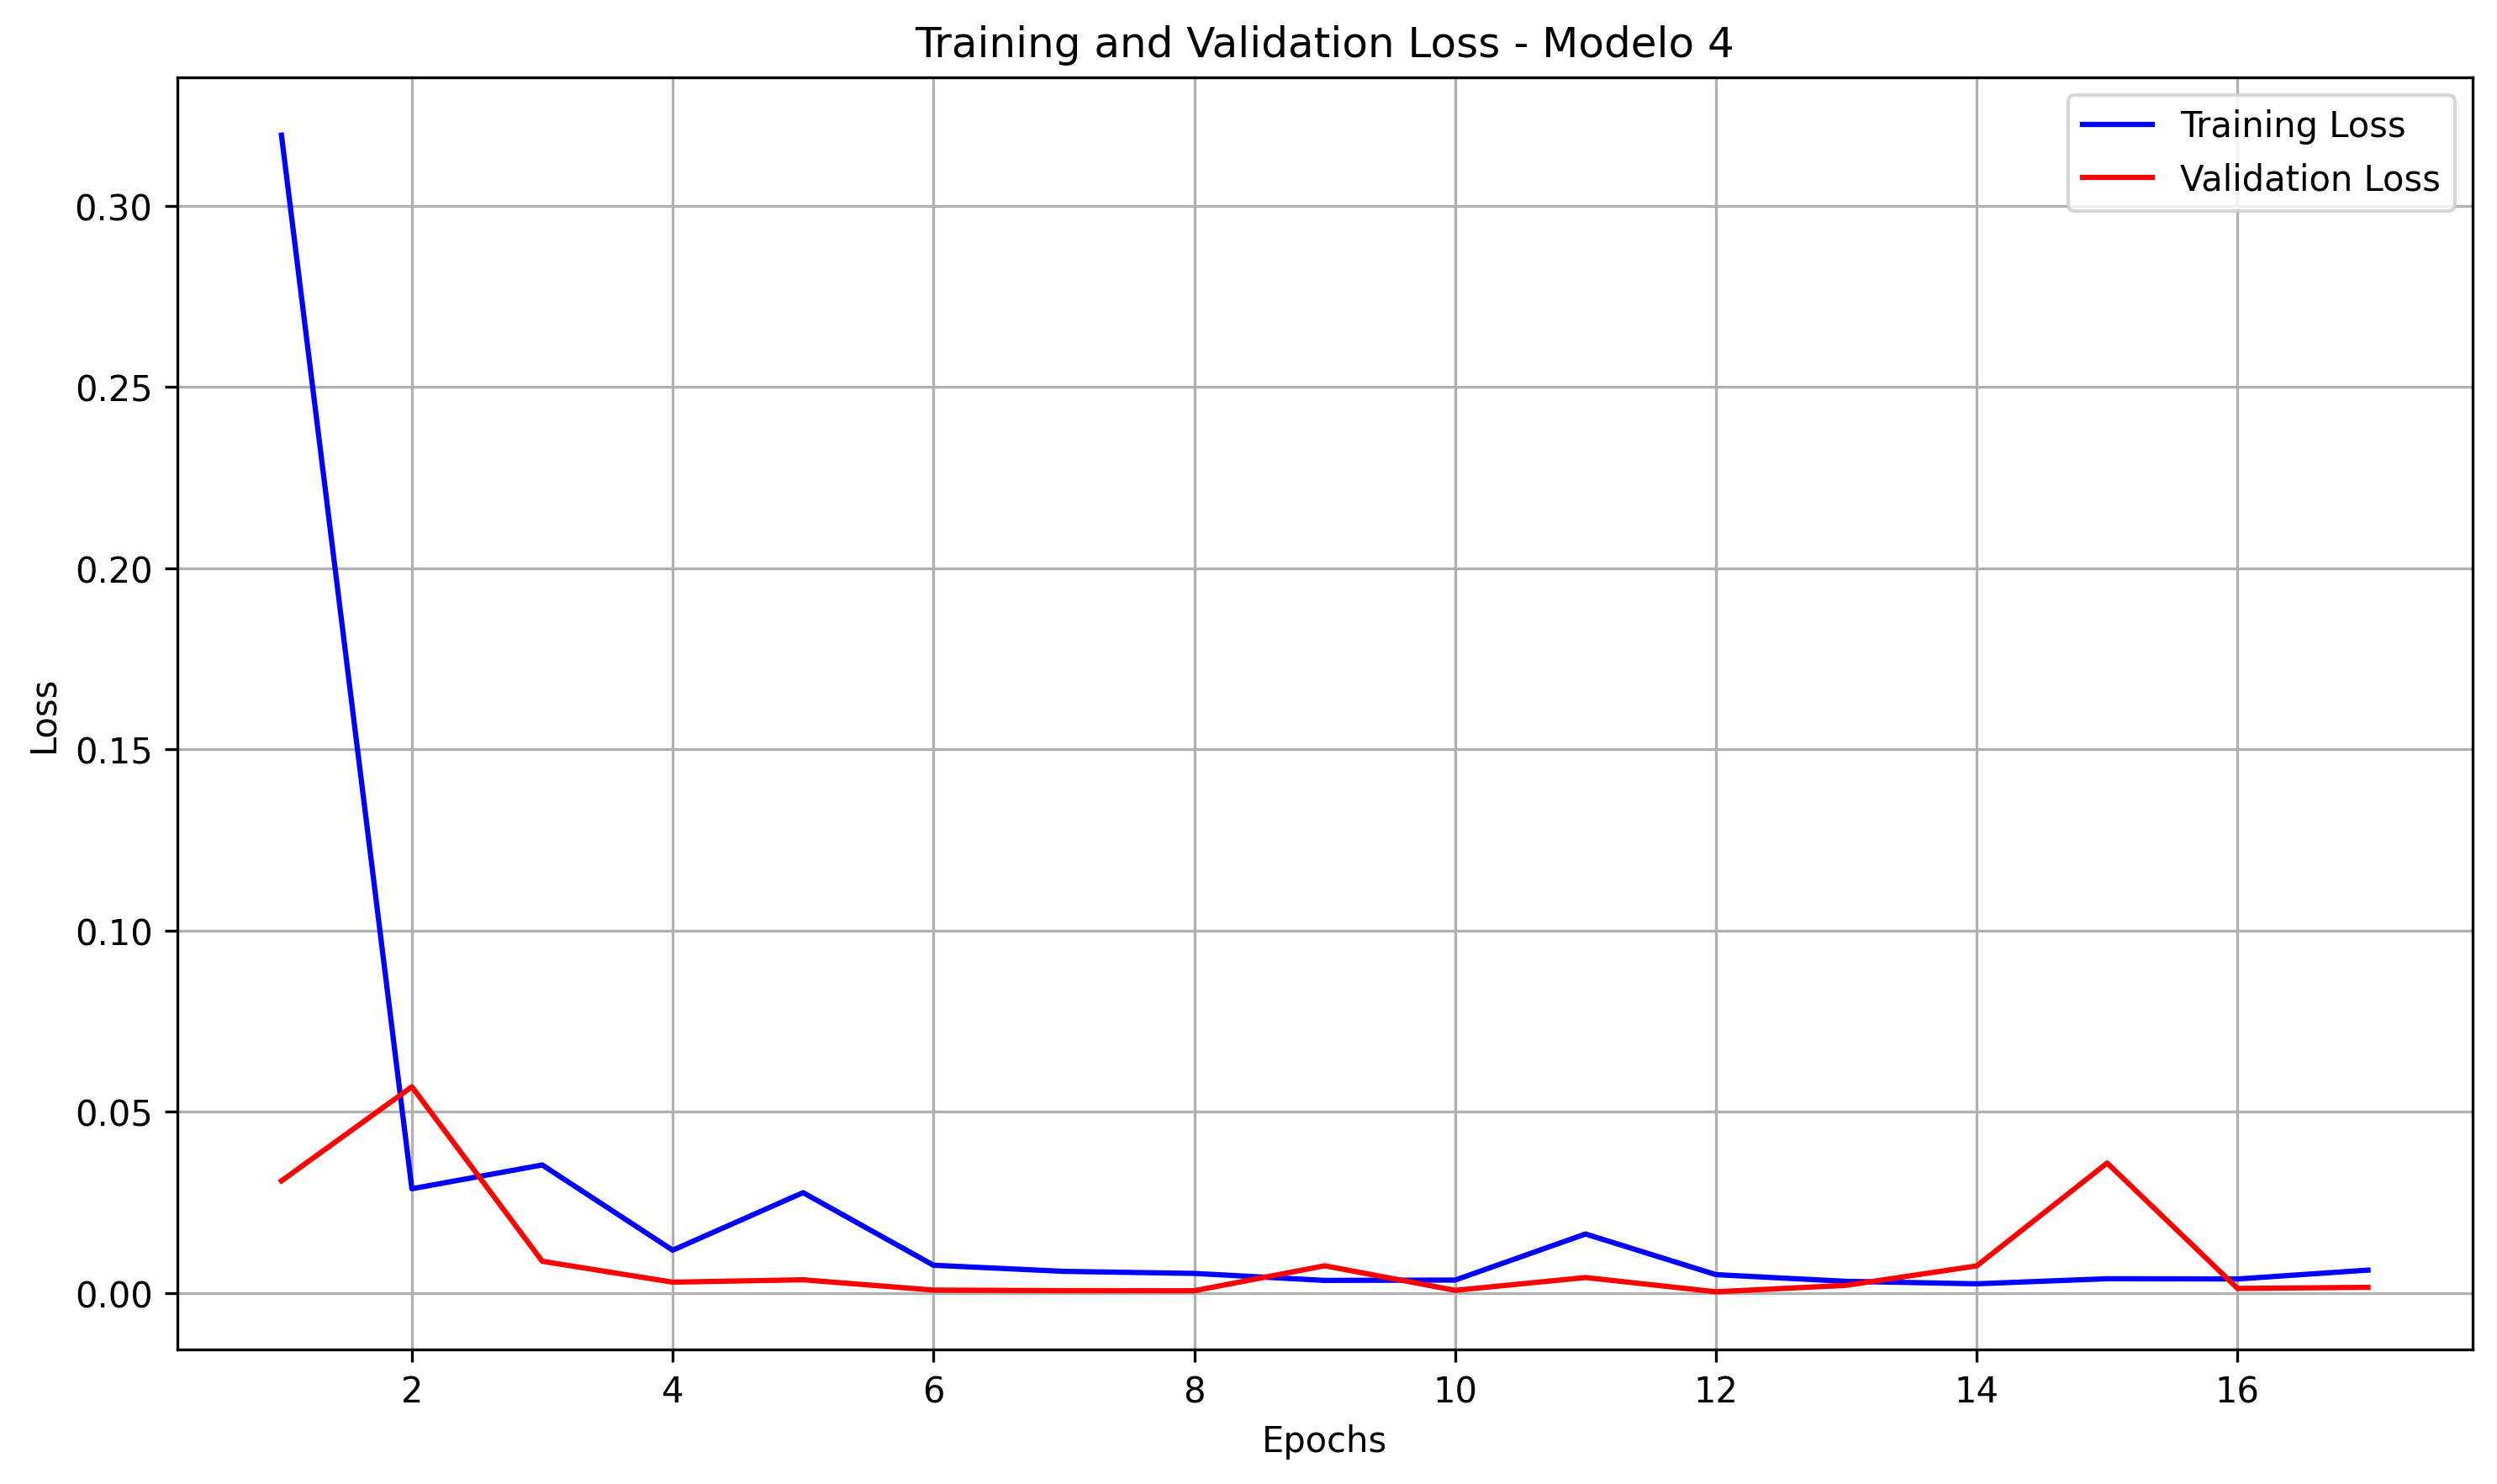 Training and Validation Loss - Modelo 4
Training Loss
Validation Loss
Loss
0.30
0.25
0.20
0.15
0.10
0.05
0.00
2 4 6 8 10 12 14 16
Epochs